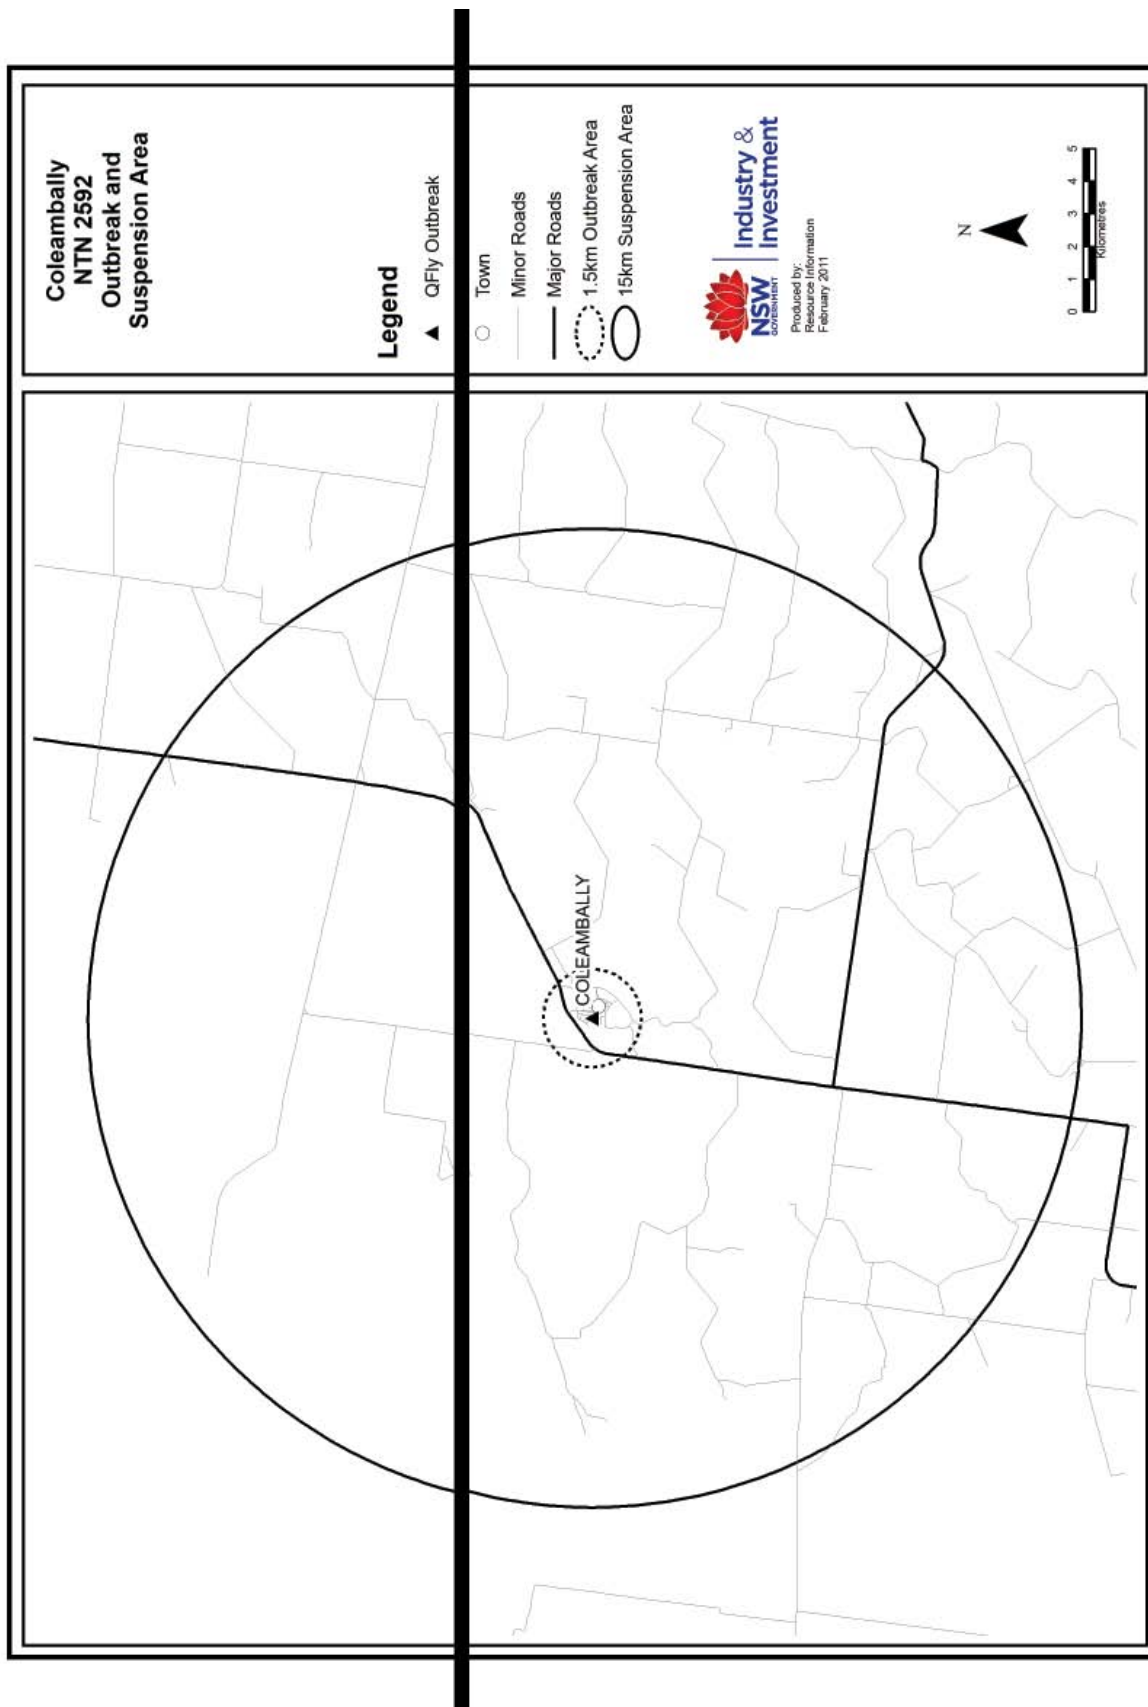 Coleambally
NTN 2592
Outbreak and
Suspension Area
Legend
QFly Outbreak
Town
Minor Roads
Major Roads
1.5km Outbreak Area
15km Suspension Area
NSW
GOVERNMENT
Industry &
Investment
Produced by:
Resource Information
February 2011
N
0 1 2 3 4 5
Kilometres
COLEAMBALLY